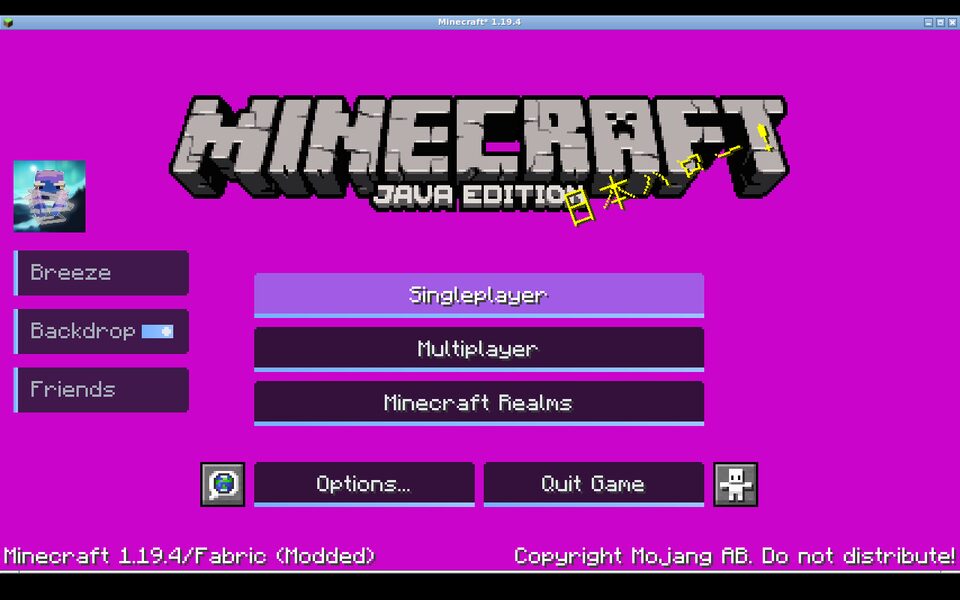 Minecraft* 1.19.4
MINECRAFT
JAVA EDITION
日本ハロー!
Breeze
Backdrop
Friends
Singleplayer
Multiplayer
Minecraft Realms
Options...
Quit Game
Minecraft 1.19.4/Fabric (Modded)
Copyright Mojang AB. Do not distribute!